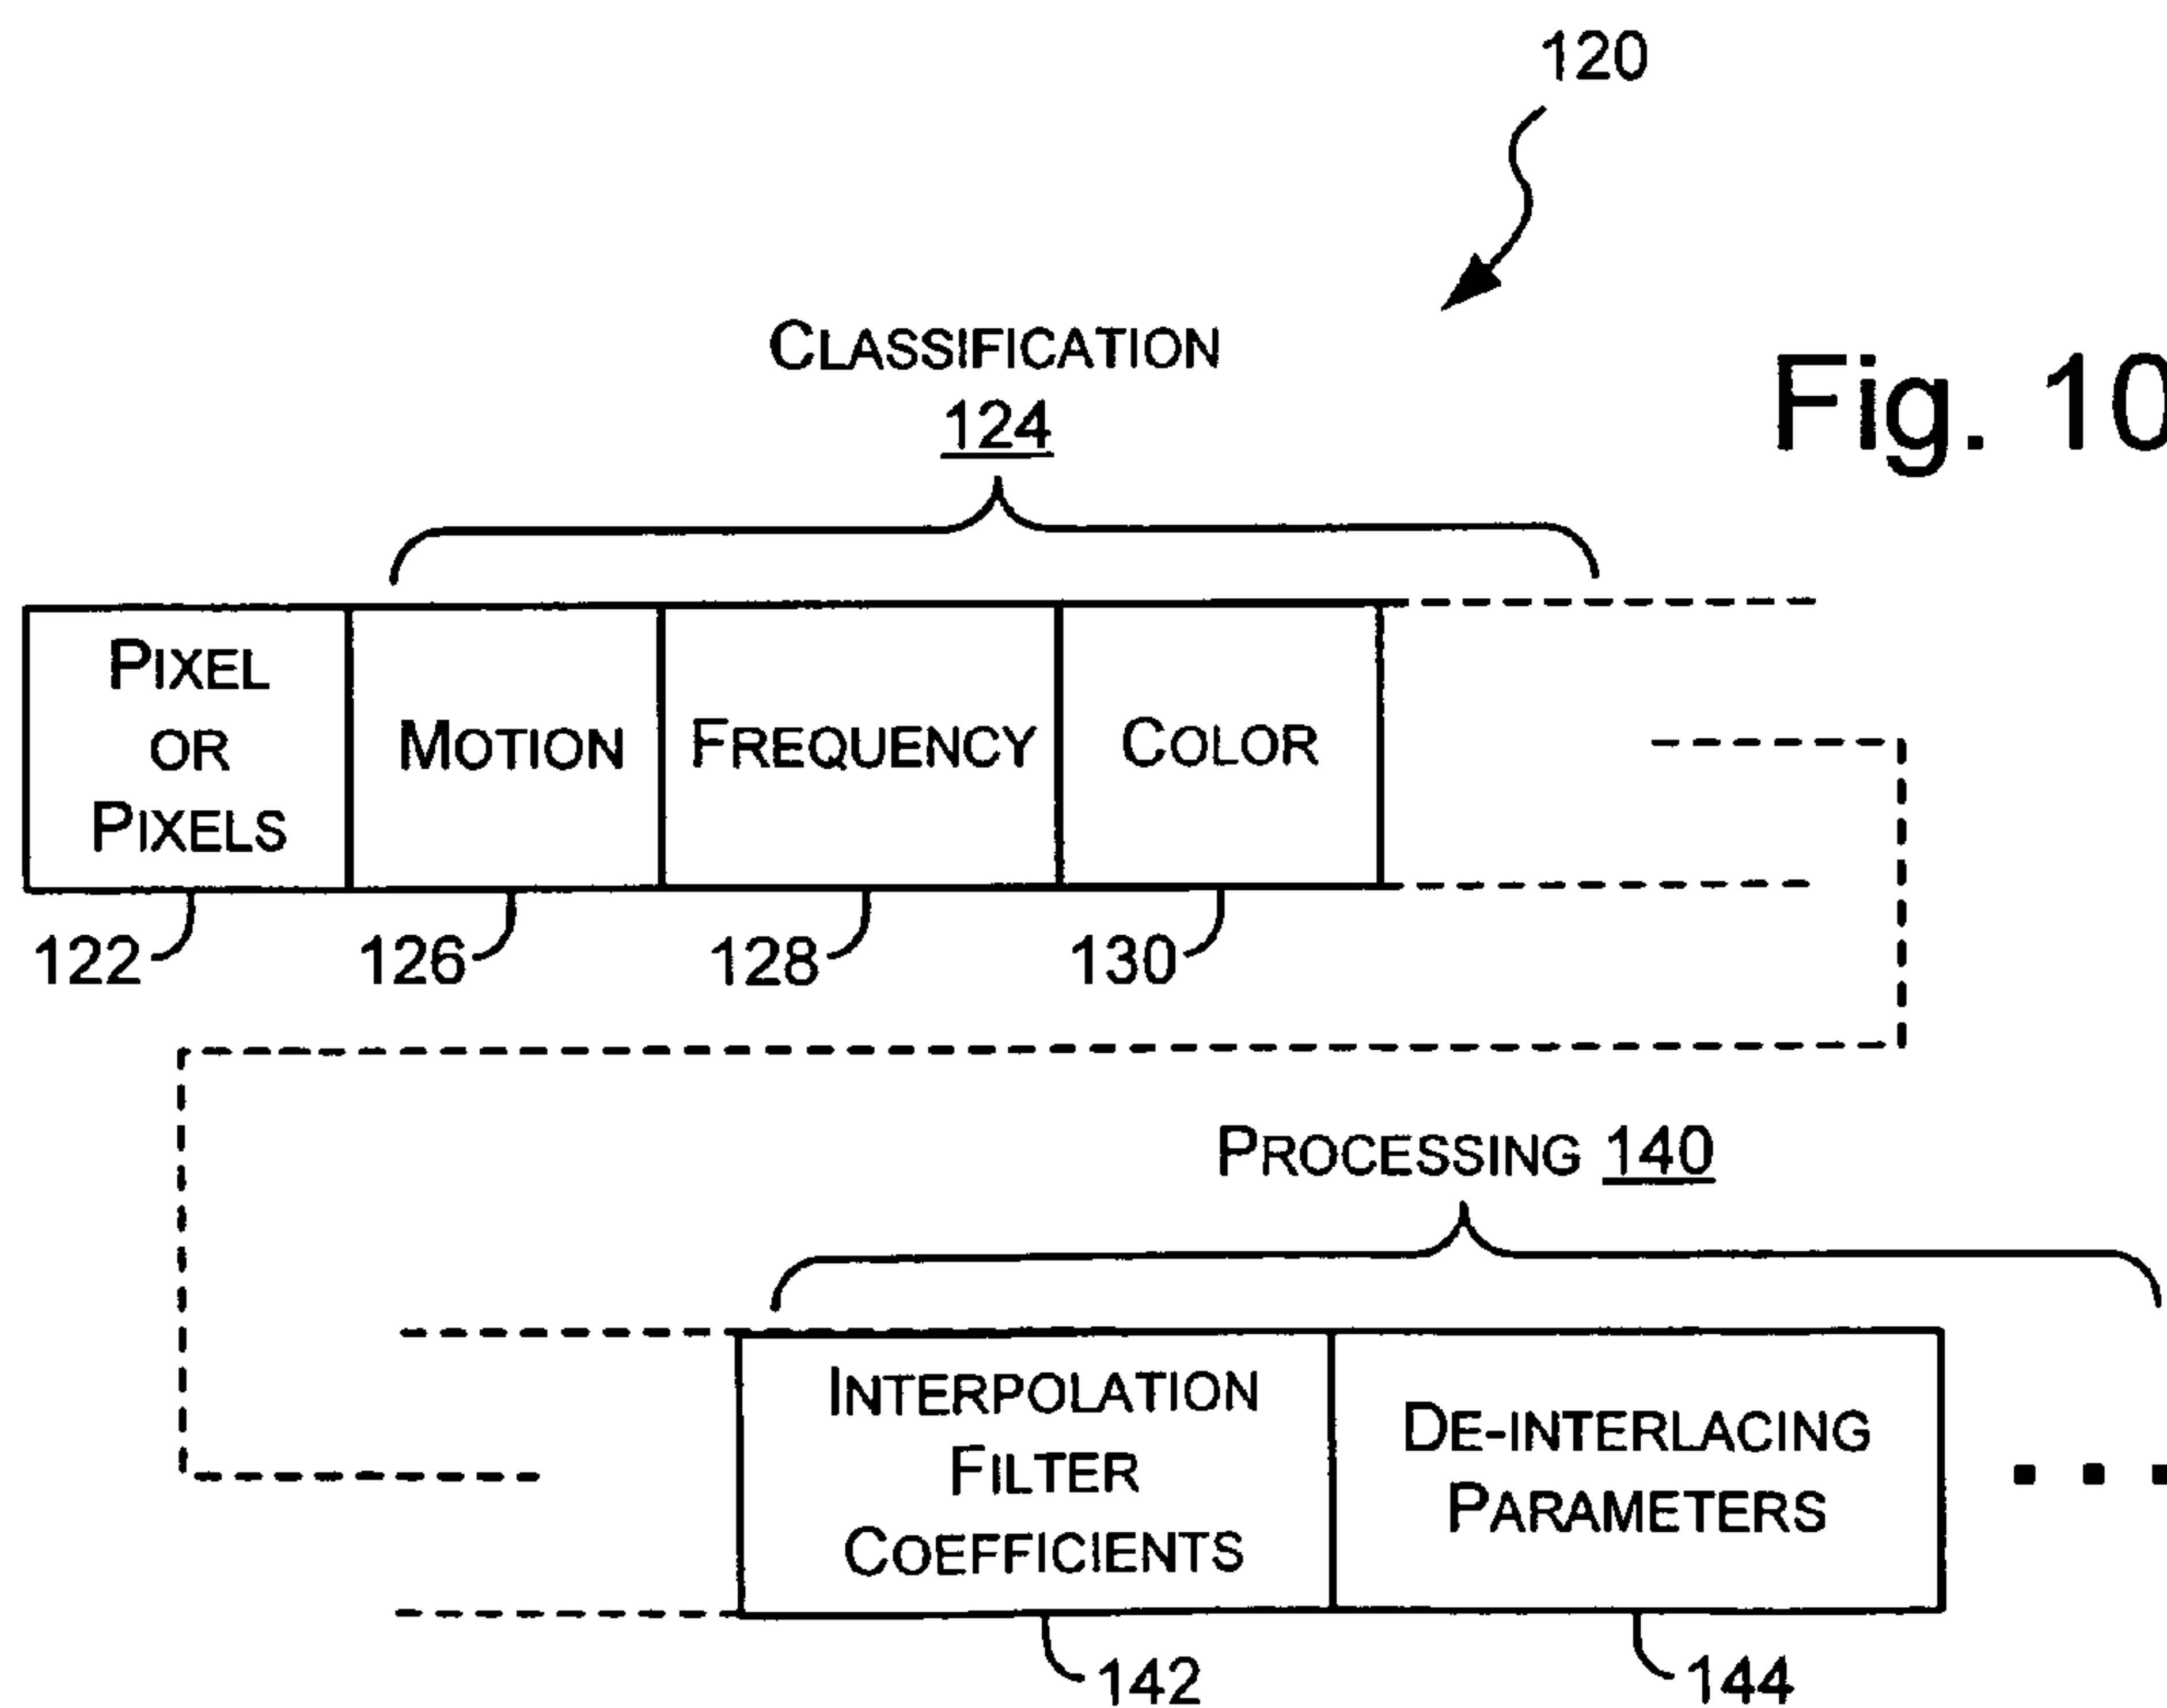 120
CLASSIFICATION
124
Fig. 10
PIXEL
OR
PIXELS
MOTION
FREQUENCY
COLOR
122
126
128
130
PROCESSING 140
INTERPOLATION
FILTER
COEFFICIENTS
DE-INTERLACING
PARAMETERS
. . .
142
144